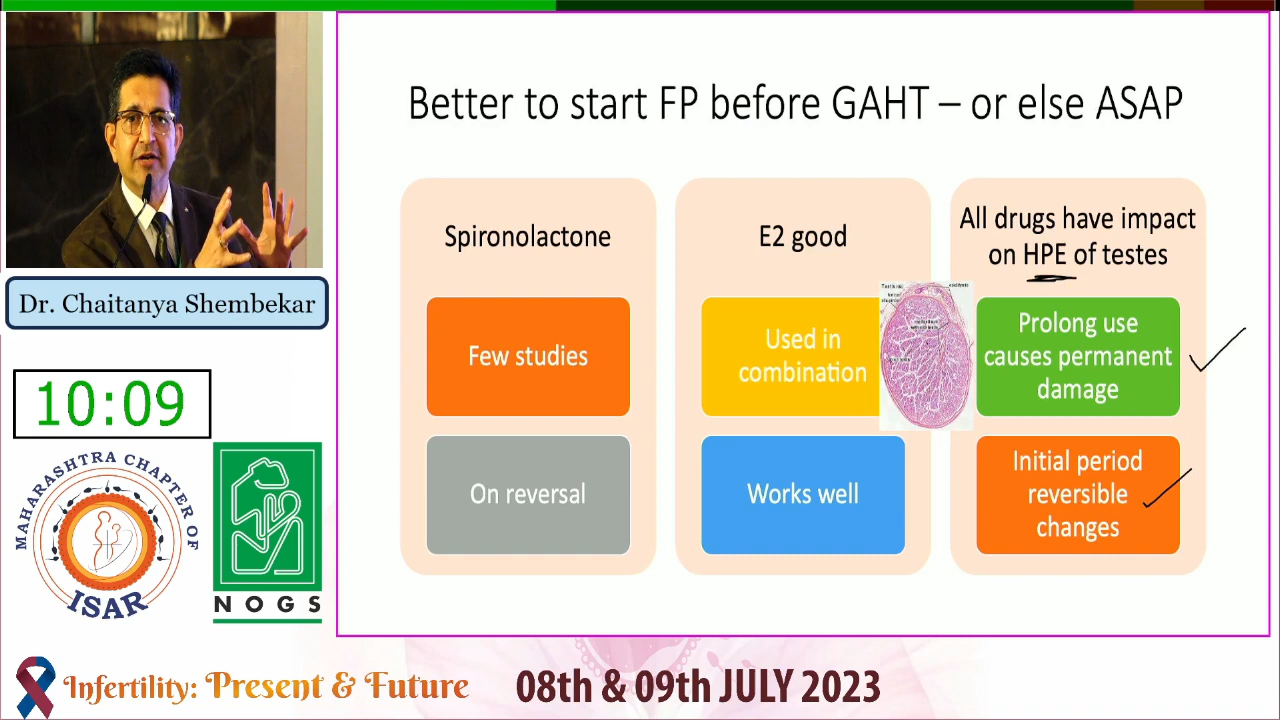 Better to start FP before GAHT – or else ASAP
Spironolactone
Few studies
On reversal
E2 good
Used in
combination
Works well
All drugs have impact
on HPE of testes
Prolong use
causes permanent
damage
Initial period
reversible
changes
Dr. Chaitanya Shembekar
10:09
MAHARASHTRA CHAPTER OF
ISAR
NOGS
Infertility: Present & Future
08th & 09th JULY 2023